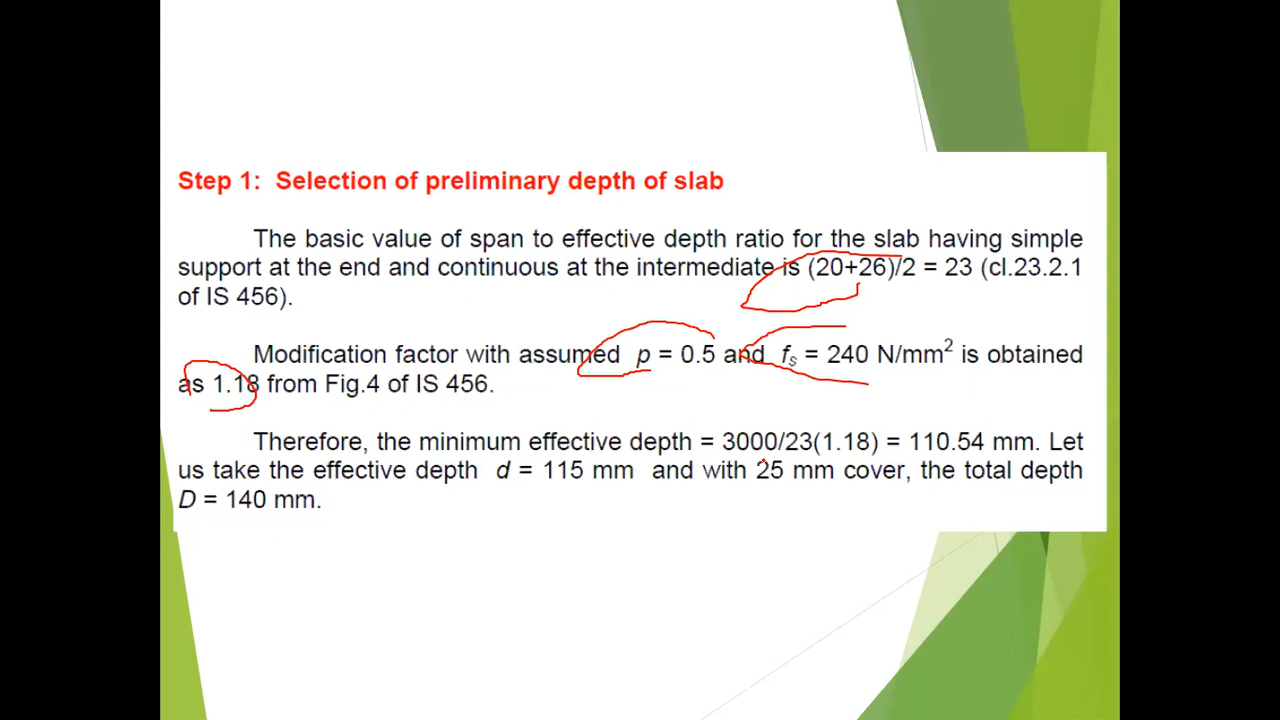 Step 1: Selection of preliminary depth of slab
The basic value of span to effective depth ratio for the slab having simple
support at the end and continuous at the intermediate is (20+26)/2 = 23 (cl.23.2.1
of IS 456).
Modification factor with assumed p = 0.5 and fₛ = 240 N/mm² is obtained
as 1.18 from Fig.4 of IS 456.
Therefore, the minimum effective depth = 3000/23(1.18) = 110.54 mm. Let
us take the effective depth d = 115 mm and with 25 mm cover, the total depth
D = 140 mm.